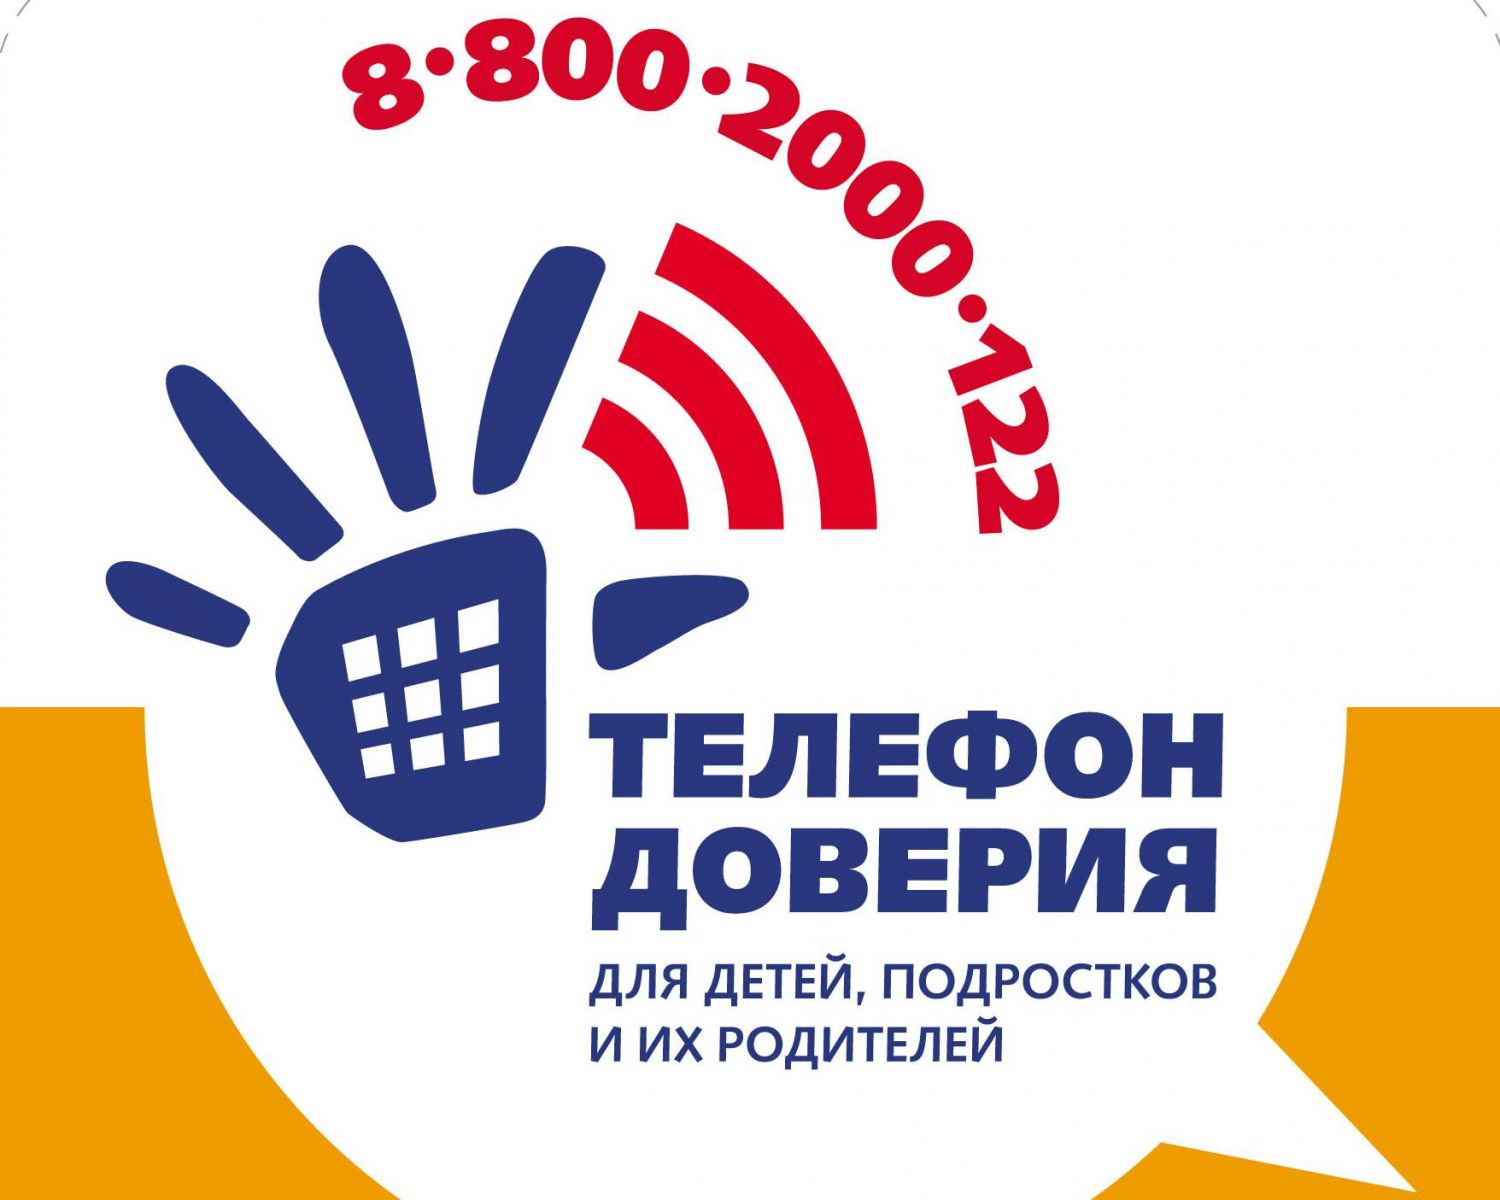 8·800·2000·122
ТЕЛЕФОН
ДОВЕРИЯ
ДЛЯ ДЕТЕЙ, ПОДРОСТКОВ
И ИХ РОДИТЕЛЕЙ